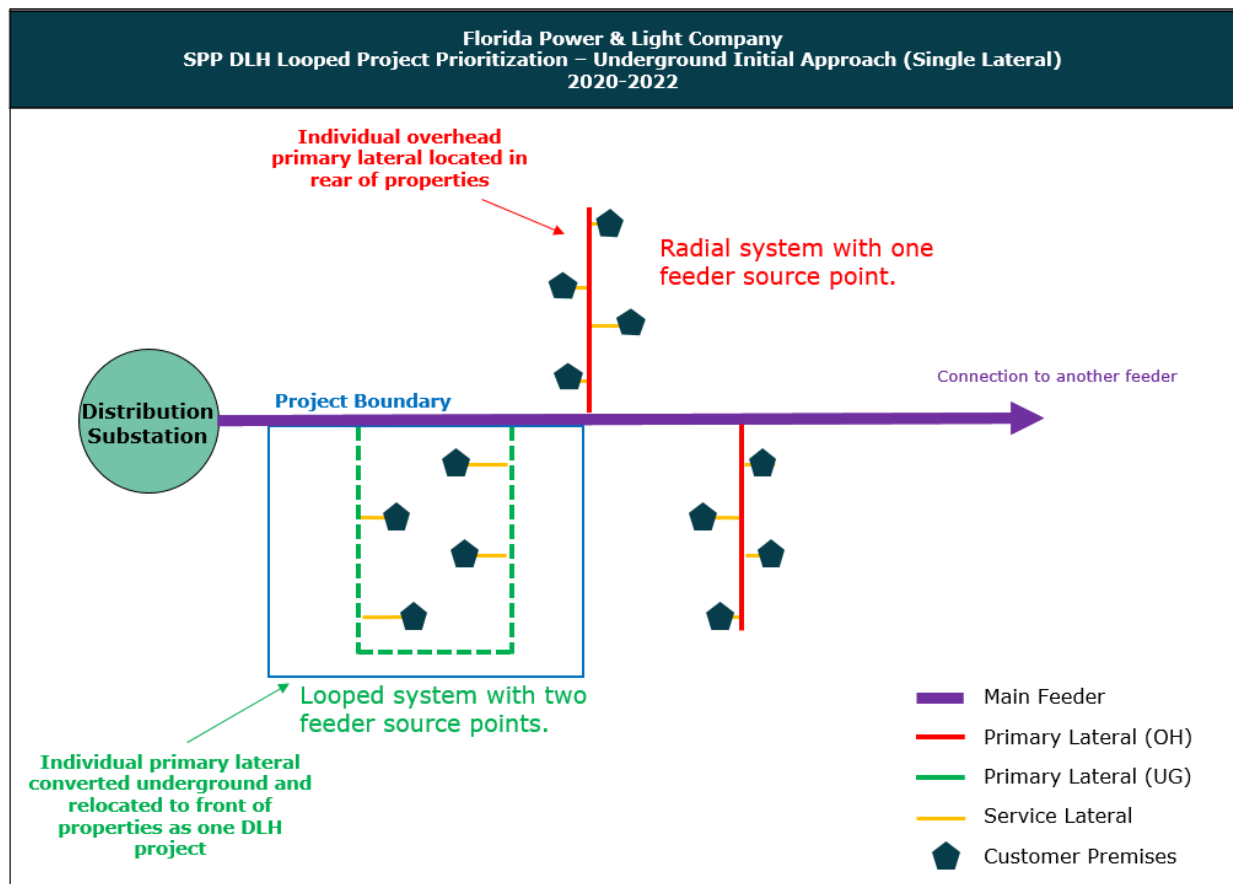 Florida Power & Light Company
SPP DLH Looped Project Prioritization – Underground Initial Approach (Single Lateral)
2020-2022
Individual overhead
primary lateral located in
rear of properties
Radial system with one
feeder source point.
Connection to another feeder
Distribution
Substation
Project Boundary
Looped system with two
feeder source points.
Individual primary lateral
converted underground and
relocated to front of
properties as one DLH
project
Main Feeder
Primary Lateral (OH)
Primary Lateral (UG)
Service Lateral
Customer Premises